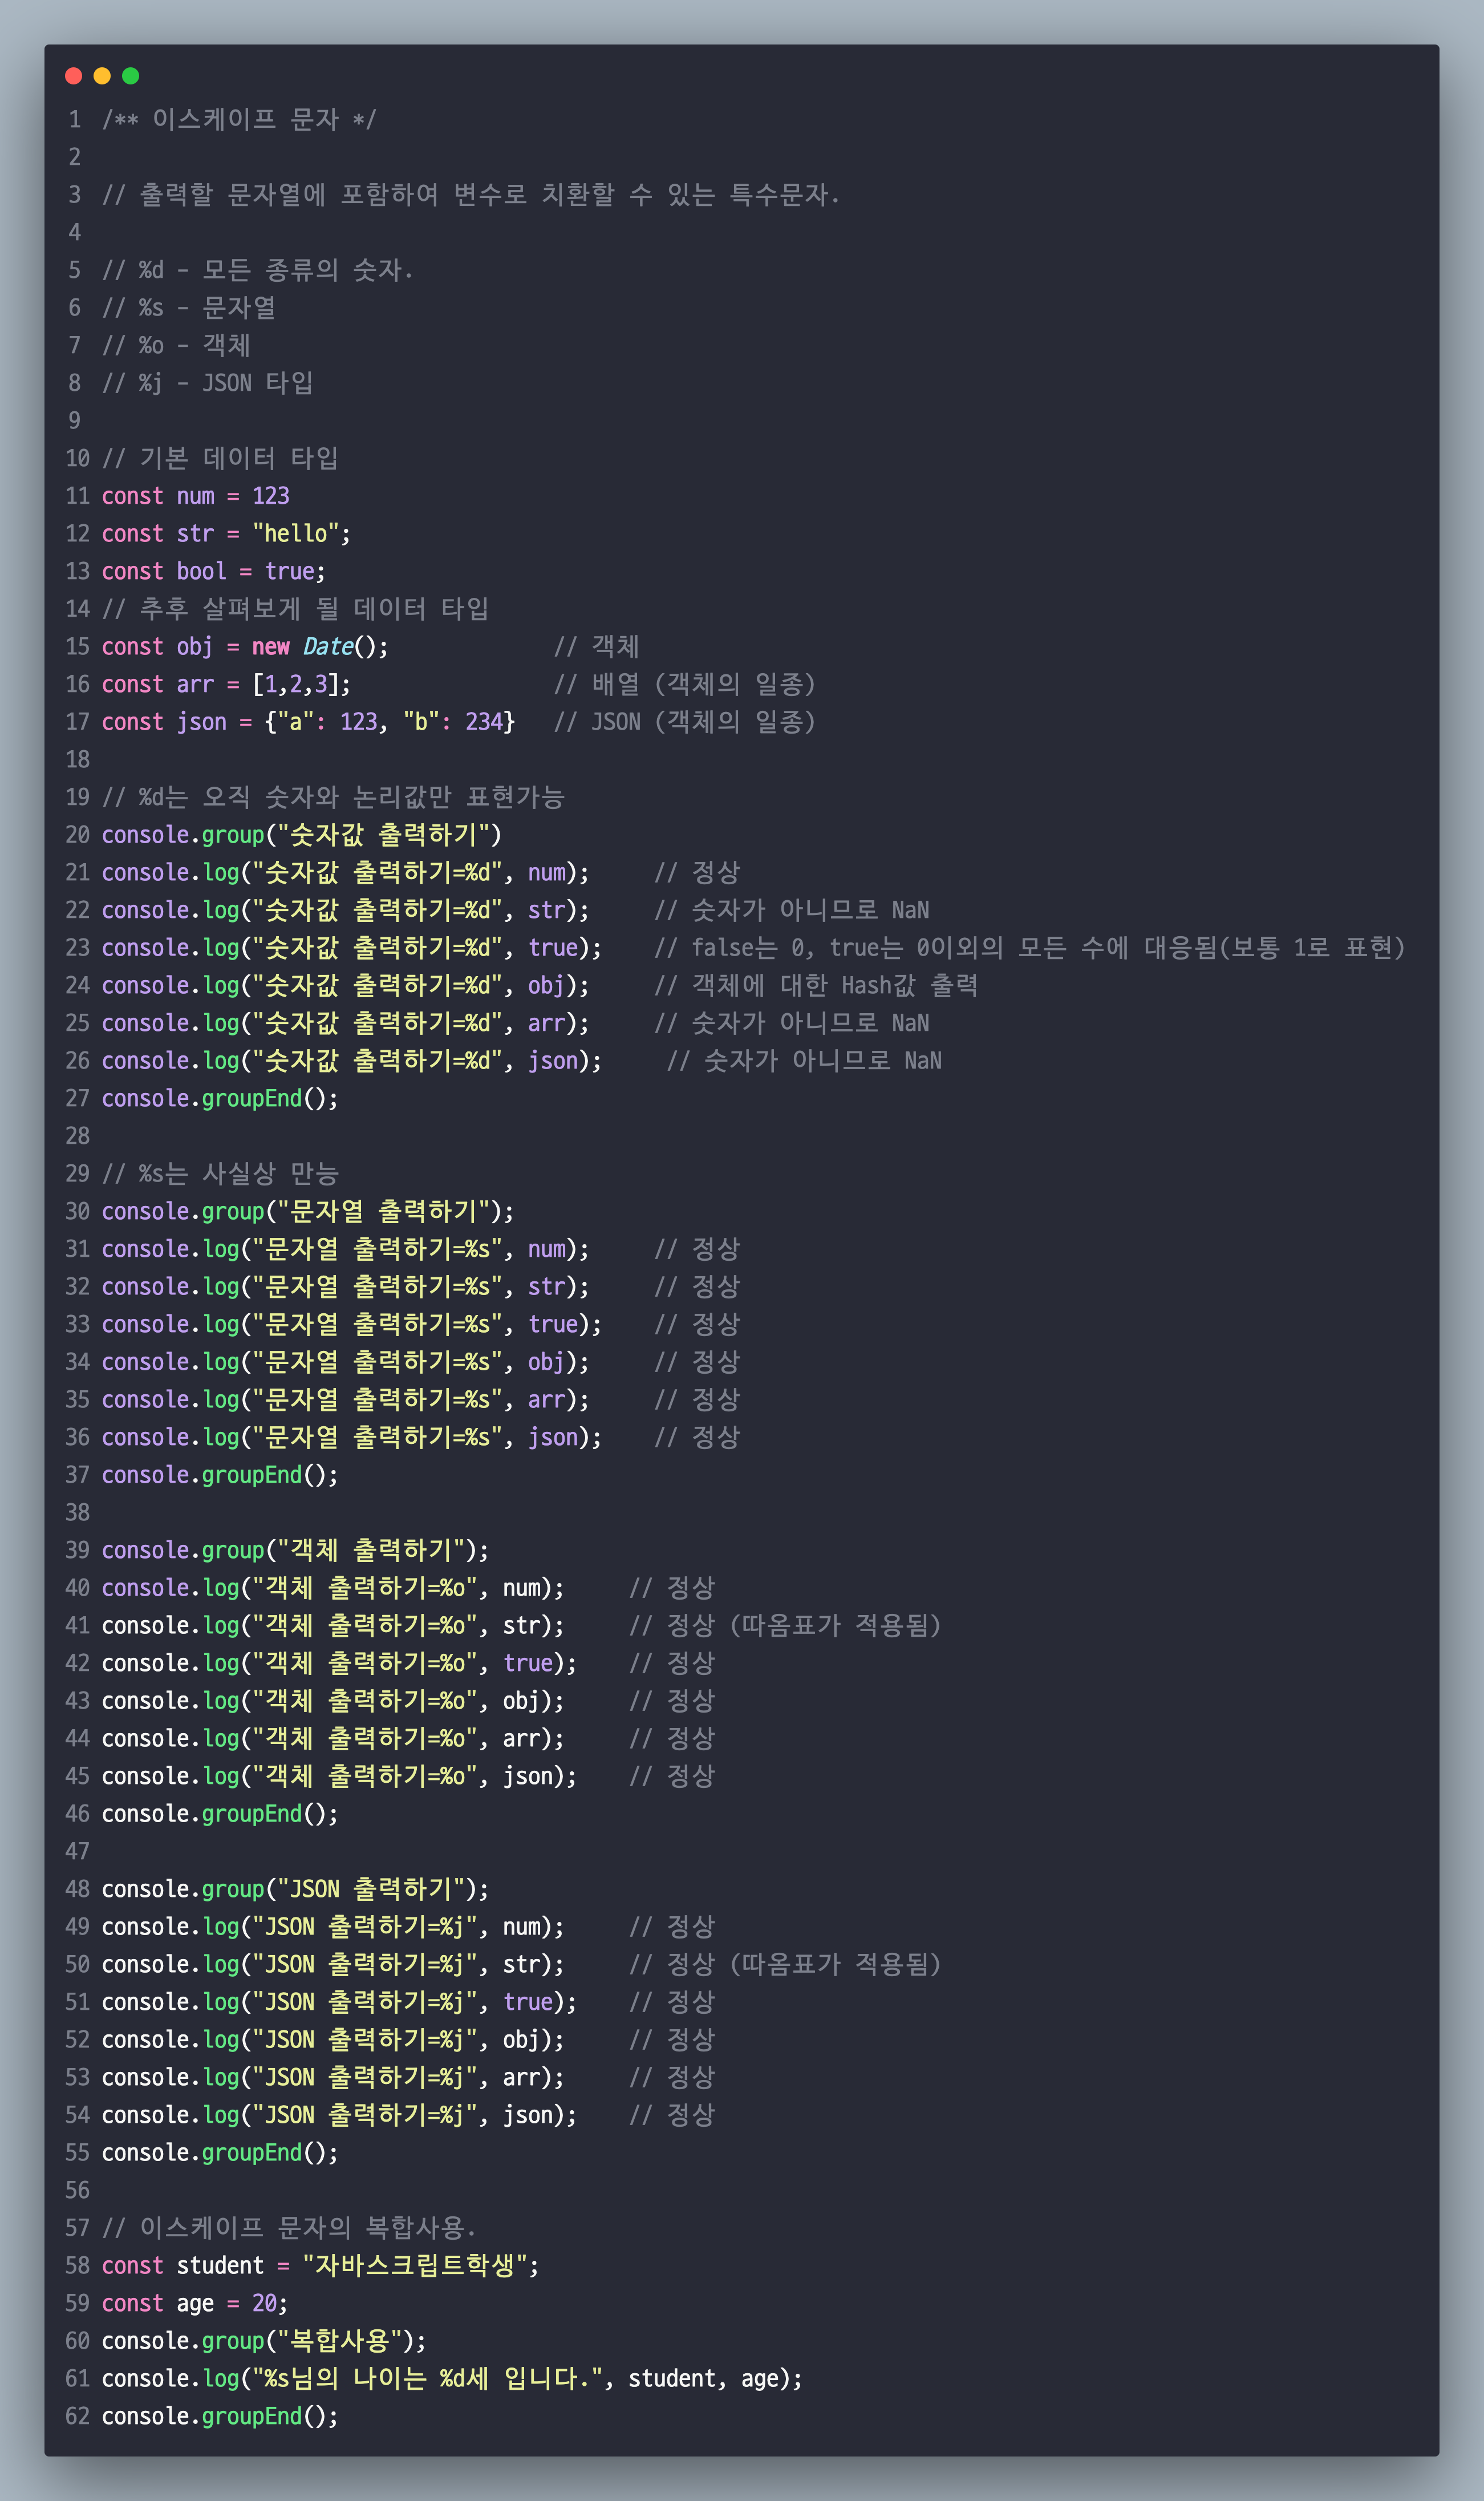 1 /** 이스케이프 문자 */
2
3 // 출력할 문자열에 포함하여 변수로 치환할 수 있는 특수문자.
4
5 // %d - 모든 종류의 숫자.
6 // %s - 문자열
7 // %o - 객체
8 // %j - JSON 타입
9
10 // 기본 데이터 타입
11 const num = 123
12 const str = "hello";
13 const bool = true;
14 // 추후 살펴보게 될 데이터 타입
15 const obj = new Date();             // 객체
16 const arr = [1,2,3];                // 배열 (객체의 일종)
17 const json = {"a": 123, "b": 234}   // JSON (객체의 일종)
18
19 // %d는 오직 숫자와 논리값만 표현가능
20 console.group("숫자값 출력하기")
21 console.log("숫자값 출력하기=%d", num);     // 정상
22 console.log("숫자값 출력하기=%d", str);     // 숫자가 아니므로 NaN
23 console.log("숫자값 출력하기=%d", true);    // false는 0, true는 0이외의 모든 수에 대응됨(보통 1로 표현)
24 console.log("숫자값 출력하기=%d", obj);     // 객체에 대한 Hash값 출력
25 console.log("숫자값 출력하기=%d", arr);     // 숫자가 아니므로 NaN
26 console.log("숫자값 출력하기=%d", json);     // 숫자가 아니므로 NaN
27 console.groupEnd();
28
29 // %s는 사실상 만능
30 console.group("문자열 출력하기");
31 console.log("문자열 출력하기=%s", num);     // 정상
32 console.log("문자열 출력하기=%s", str);     // 정상
33 console.log("문자열 출력하기=%s", true);    // 정상
34 console.log("문자열 출력하기=%s", obj);     // 정상
35 console.log("문자열 출력하기=%s", arr);     // 정상
36 console.log("문자열 출력하기=%s", json);    // 정상
37 console.groupEnd();
38
39 console.group("객체 출력하기");
40 console.log("객체 출력하기=%o", num);     // 정상
41 console.log("객체 출력하기=%o", str);     // 정상 (따옴표가 적용됨)
42 console.log("객체 출력하기=%o", true);    // 정상
43 console.log("객체 출력하기=%o", obj);     // 정상
44 console.log("객체 출력하기=%o", arr);     // 정상
45 console.log("객체 출력하기=%o", json);    // 정상
46 console.groupEnd();
47
48 console.group("JSON 출력하기");
49 console.log("JSON 출력하기=%j", num);     // 정상
50 console.log("JSON 출력하기=%j", str);     // 정상 (따옴표가 적용됨)
51 console.log("JSON 출력하기=%j", true);    // 정상
52 console.log("JSON 출력하기=%j", obj);     // 정상
53 console.log("JSON 출력하기=%j", arr);     // 정상
54 console.log("JSON 출력하기=%j", json);    // 정상
55 console.groupEnd();
56
57 // 이스케이프 문자의 복합사용.
58 const student = "자바스크립트학생";
59 const age = 20;
60 console.group("복합사용");
61 console.log("%s님의 나이는 %d세 입니다.", student, age);
62 console.groupEnd();